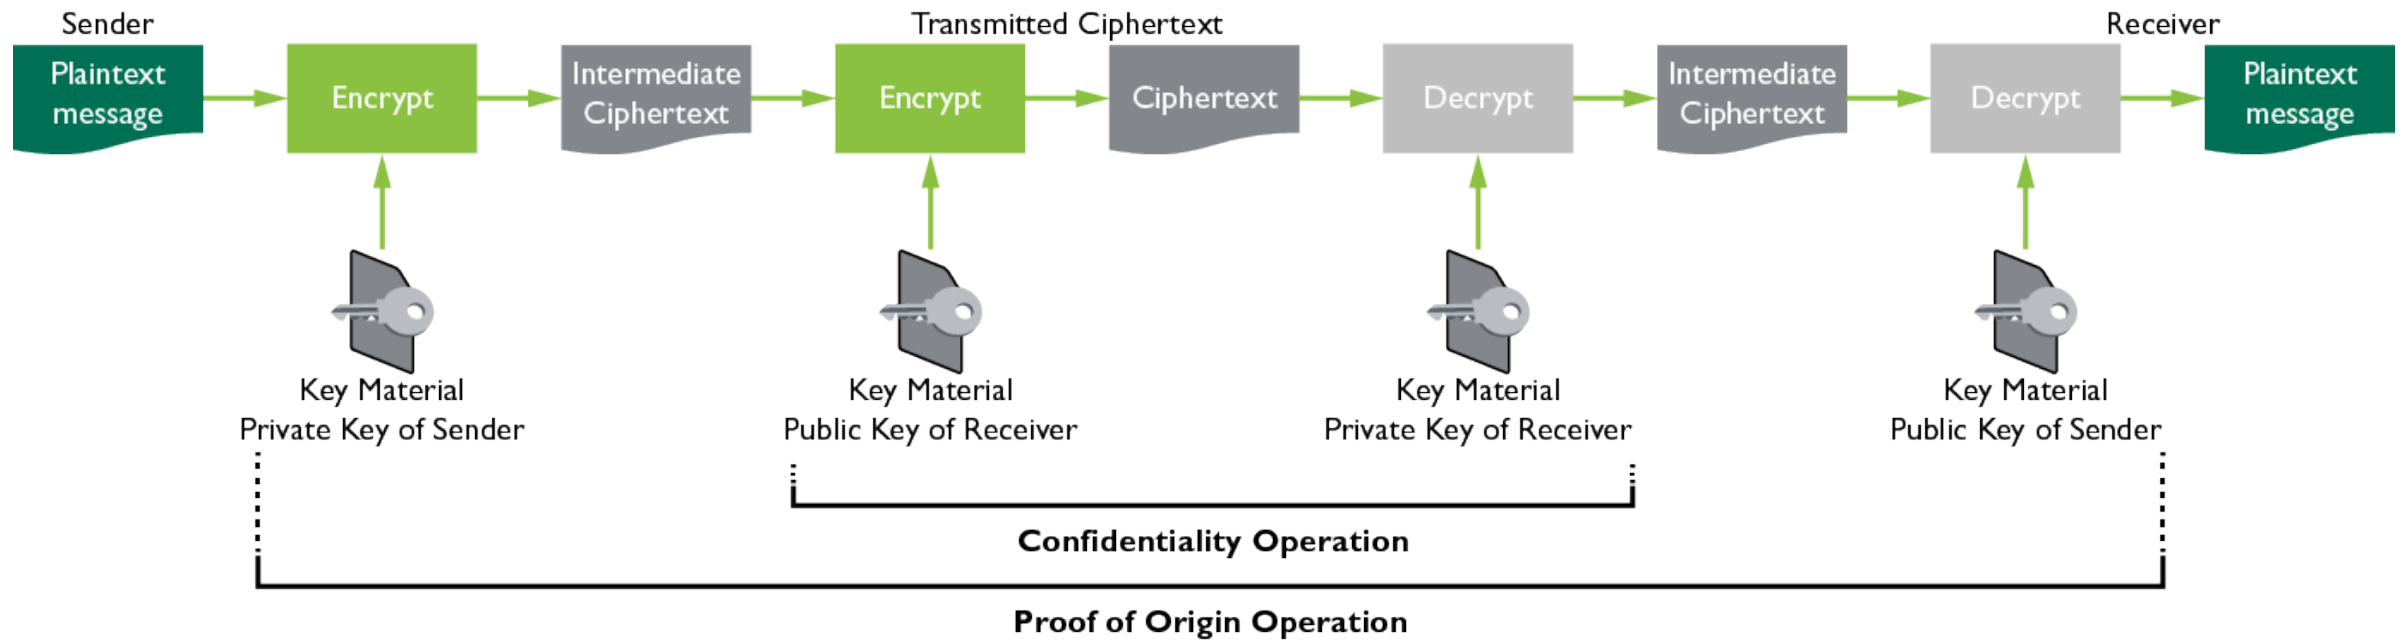 Sender
Transmitted Ciphertext
Receiver
Plaintext
message
Encrypt
Intermediate
Ciphertext
Encrypt
Ciphertext
Decrypt
Intermediate
Ciphertext
Decrypt
Plaintext
message
Key Material
Private Key of Sender
Key Material
Public Key of Receiver
Key Material
Private Key of Receiver
Key Material
Public Key of Sender
Confidentiality Operation
Proof of Origin Operation